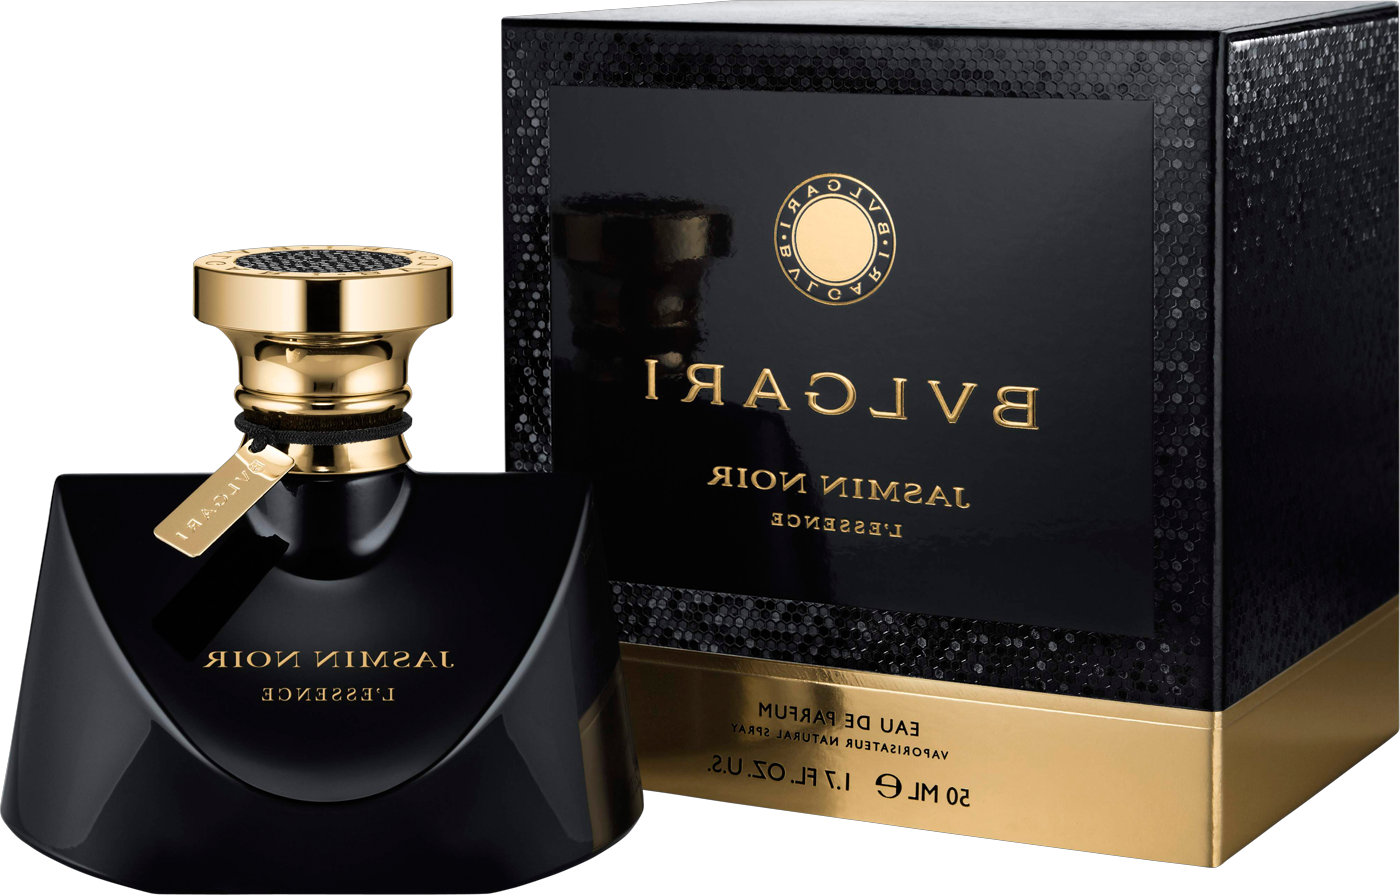 BVLGARI·BVLGARI·
BVLGARI
JASMIN NOIR
L'ESSENCE
EAU DE PARFUM
VAPORISATEUR NATURAL SPRAY
50 ML e 1.7 FL. OZ. U.S.
BVLGARI
JASMIN NOIR
L'ESSENCE